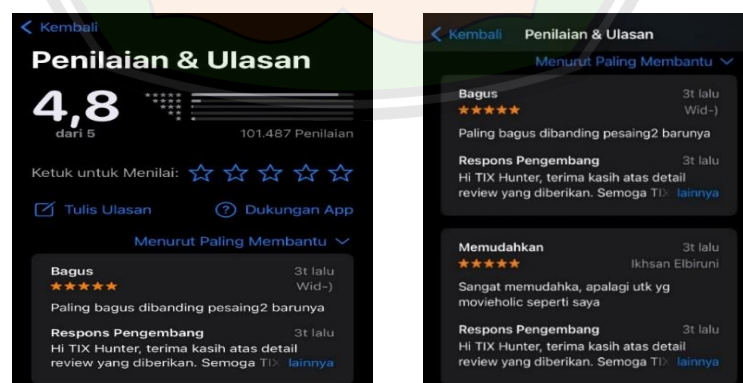 Kembali
Penilaian & Ulasan
4,8
dari 5
101.487 Penilaian
Ketuk untuk Menilai:
Tulis Ulasan
Dukungan App
Menurut Paling Membantu
Bagus
3t lalu
Wid-)
Paling bagus dibanding pesaing2 barunya
Respons Pengembang
3t lalu
Hi TIX Hunter, terima kasih atas detail
review yang diberikan. Semoga TIX lainnya
Kembali
Penilaian & Ulasan
Menurut Paling Membantu
Bagus
3t lalu
Wid-)
Paling bagus dibanding pesaing2 barunya
Respons Pengembang
3t lalu
Hi TIX Hunter, terima kasih atas detail
review yang diberikan. Semoga TIX lainnya
Memudahkan
3t lalu
Ikhsan Elbiruni
Sangat memudahka, apalagi utk yg
movieholic seperti saya
Respons Pengembang
3t lalu
Hi TIX Hunter, terima kasih atas detail
review yang diberikan. Semoga TIX lainnya